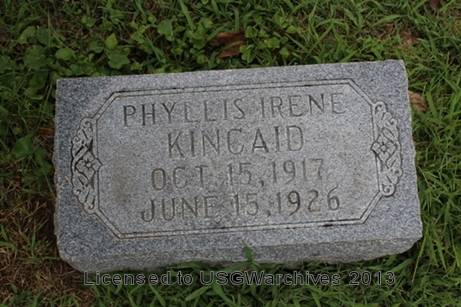 PHYLLIS IRENE
KINCAID
OCT. 15, 1917
JUNE 15, 1926
Licensed to USGWarchives 2013